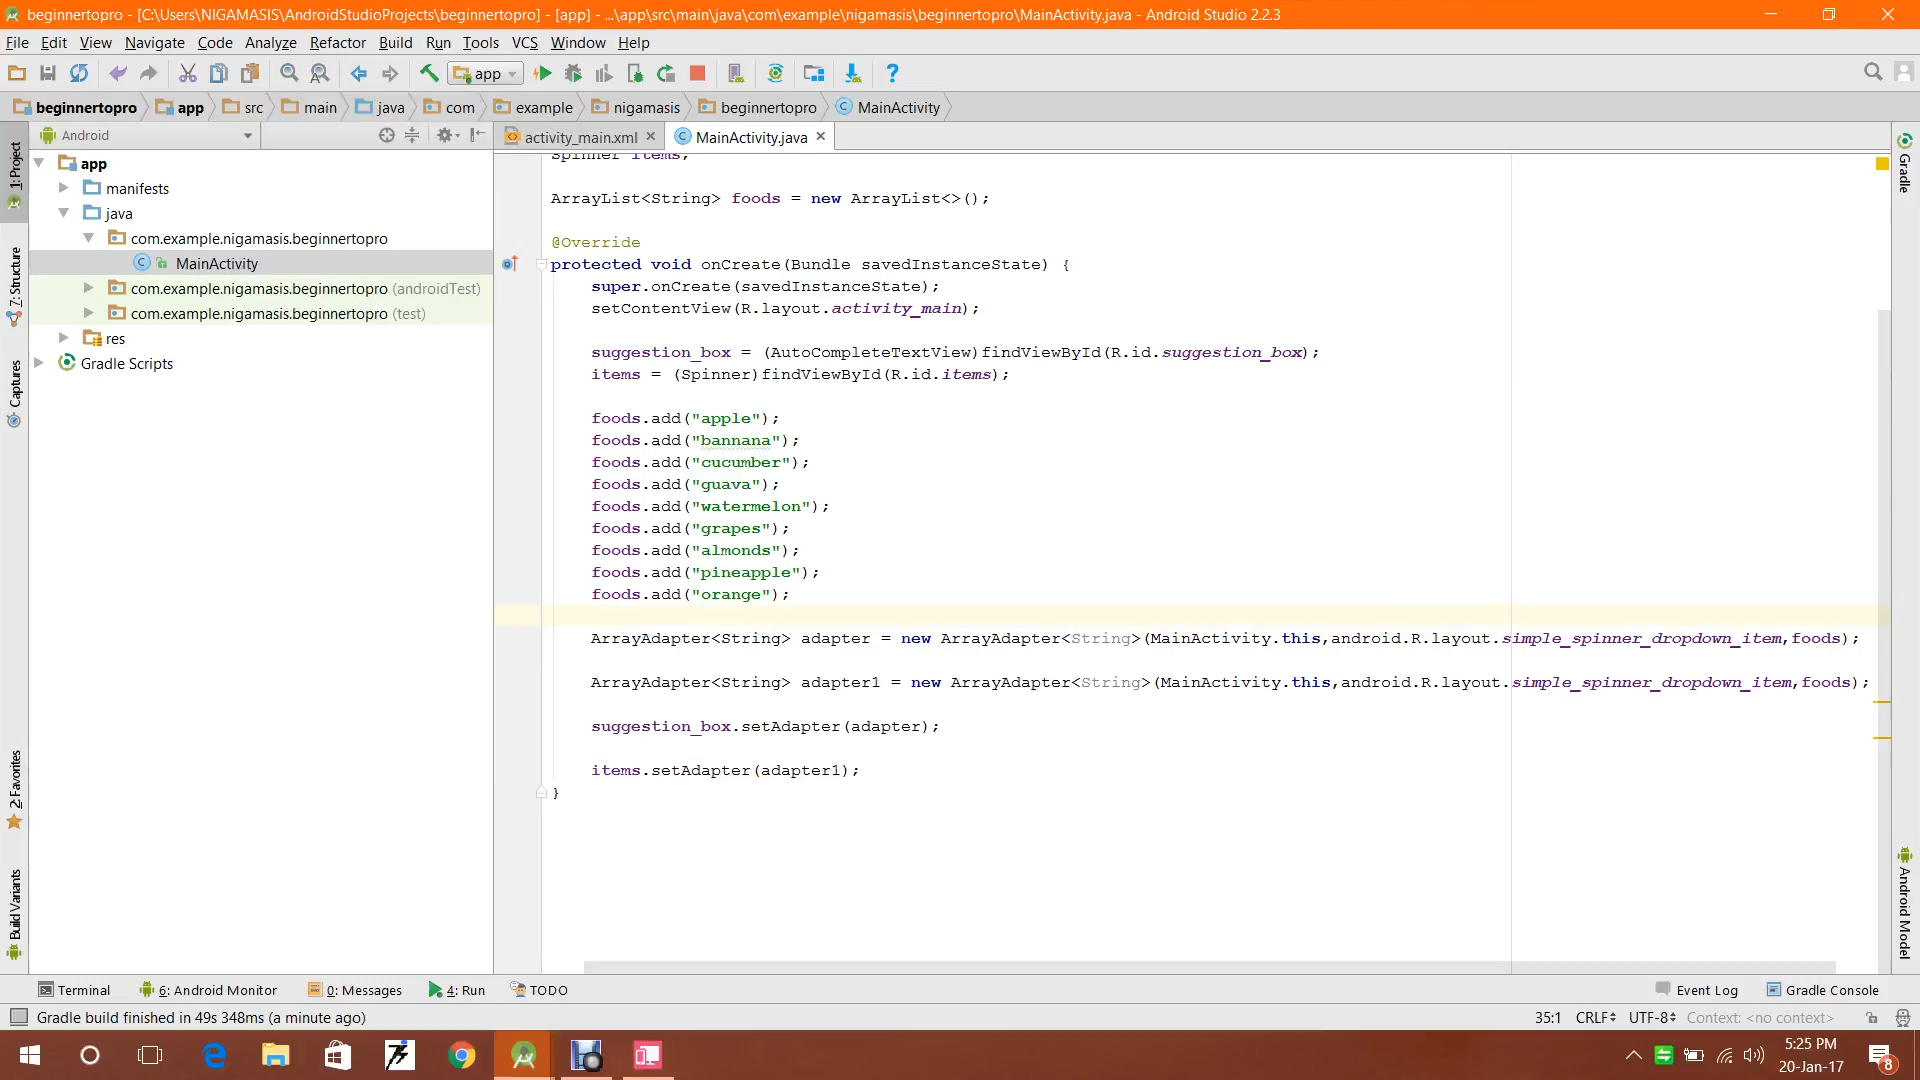 beginnertopro - [C:\Users\NIGAMASIS\AndroidStudioProjects\beginnertopro] - [app] - ...\app\src\main\java\com\example\nigamasis\beginnertopro\MainActivity.java - Android Studio 2.2.3
File Edit View Navigate Code Analyze Refactor Build Run Tools VCS Window Help
app
beginnertopro app src main java com example nigamasis beginnertopro MainActivity
Android
activity_main.xml MainActivity.java
1: Project
7: Structure
Captures
2: Favorites
Build Variants
app
manifests
java
com.example.nigamasis.beginnertopro
MainActivity
com.example.nigamasis.beginnertopro (androidTest)
com.example.nigamasis.beginnertopro (test)
res
Gradle Scripts
Spinner items;
ArrayList<String> foods = new ArrayList<>();
@Override
protected void onCreate(Bundle savedInstanceState) {
super.onCreate(savedInstanceState);
setContentView(R.layout.activity_main);
suggestion_box = (AutoCompleteTextView)findViewById(R.id.suggestion_box);
items = (Spinner)findViewById(R.id.items);
foods.add("apple");
foods.add("bannana");
foods.add("cucumber");
foods.add("guava");
foods.add("watermelon");
foods.add("grapes");
foods.add("almonds");
foods.add("pineapple");
foods.add("orange");
ArrayAdapter<String> adapter = new ArrayAdapter<String>(MainActivity.this,android.R.layout.simple_spinner_dropdown_item,foods);
ArrayAdapter<String> adapter1 = new ArrayAdapter<String>(MainActivity.this,android.R.layout.simple_spinner_dropdown_item,foods);
suggestion_box.setAdapter(adapter);
items.setAdapter(adapter1);
}
Gradle
Android Model
Terminal 6: Android Monitor 0: Messages 4: Run TODO Event Log Gradle Console
Gradle build finished in 49s 348ms (a minute ago) 35:1 CRLF UTF-8 Context: <no context>
5:25 PM
20-Jan-17
8